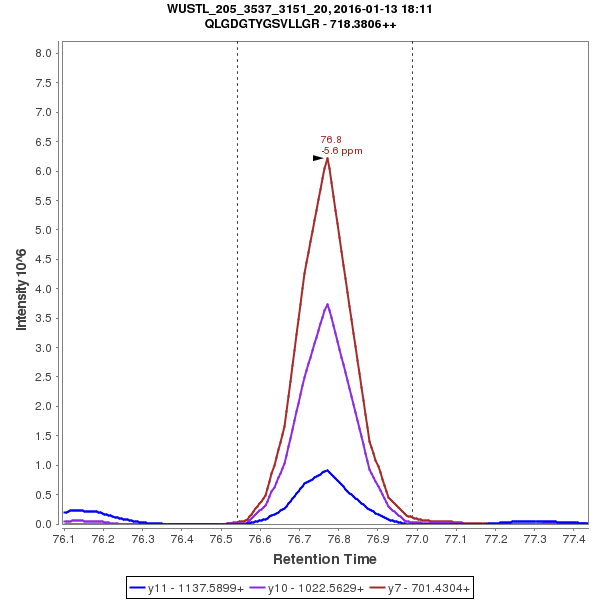 WUSTL_205_3537_3151_20, 2016-01-13 18:11
QLGDGTYGSVLLGR - 718.3806++
8.0
7.5
7.0
6.5
6.0
5.5
5.0
4.5
4.0
3.5
3.0
2.5
2.0
1.5
1.0
0.5
0.0
Intensity 10^6
76.8
-5.6 ppm
76.1 76.2 76.3 76.4 76.5 76.6 76.7 76.8 76.9 77.0 77.1 77.2 77.3 77.4
Retention Time
y11 - 1137.5899+ y10 - 1022.5629+ y7 - 701.4304+